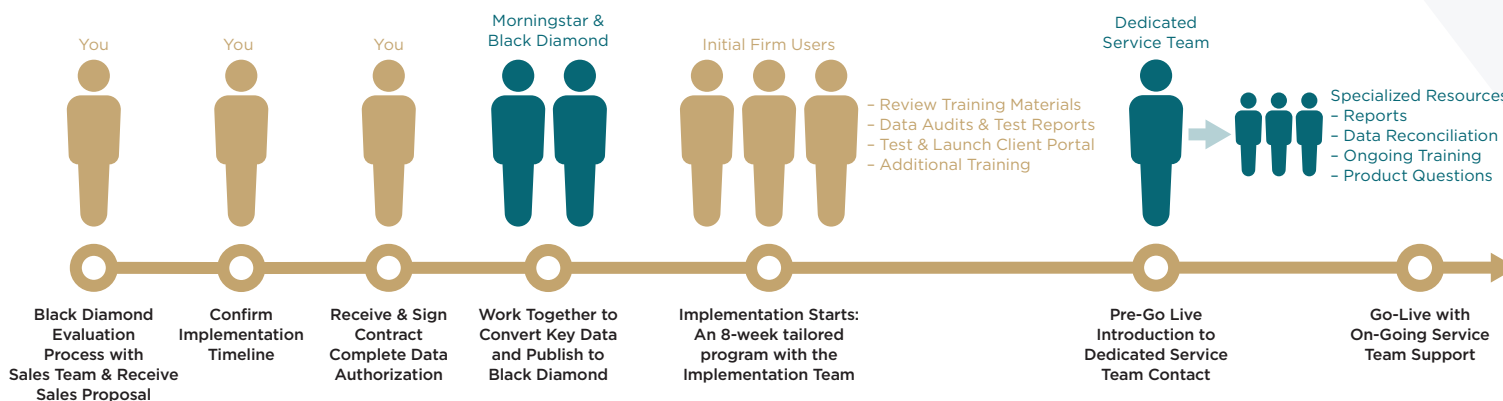 You
You
You
Morningstar &
Black Diamond
Initial Firm Users
– Review Training Materials
– Data Audits & Test Reports
– Test & Launch Client Portal
– Additional Training
Dedicated
Service Team
Specialized Resources
– Reports
– Data Reconciliation
– Ongoing Training
– Product Questions
Black Diamond
Evaluation
Process with
Sales Team & Receive
Sales Proposal
Confirm
Implementation
Timeline
Receive & Sign
Contract
Complete Data
Authorization
Work Together to
Convert Key Data
and Publish to
Black Diamond
Implementation Starts:
An 8-week tailored
program with the
Implementation Team
Pre-Go Live
Introduction to
Dedicated Service
Team Contact
Go-Live with
On-Going Service
Team Support